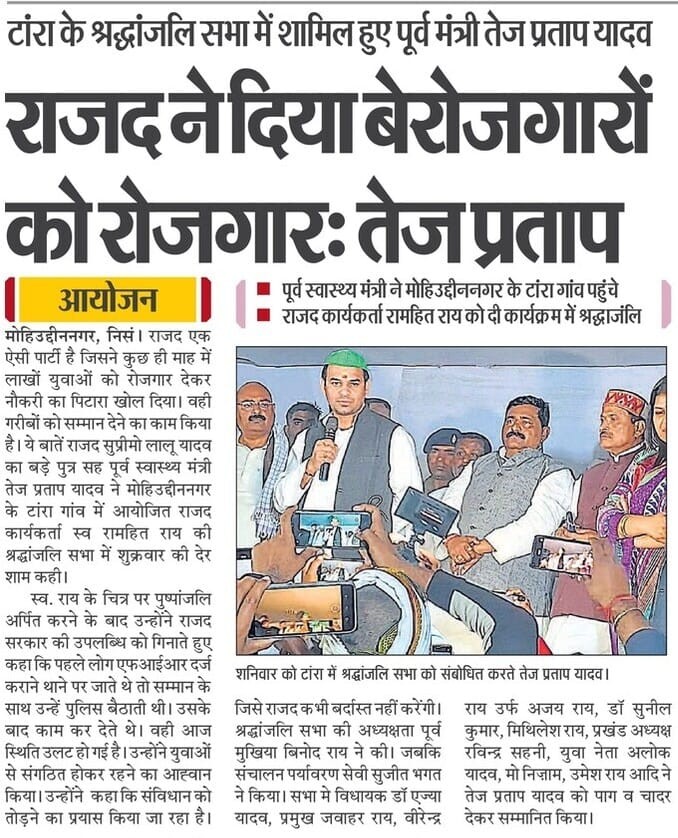 टांरा के श्रद्धांजलि सभा में शामिल हुए पूर्व मंत्री तेज प्रताप यादव
राजद ने दिया बेरोजगारों
को रोजगार: तेज प्रताप
आयोजन
पूर्व स्वास्थ्य मंत्री ने मोहिउद्दीननगर के टांरा गांव पहुंचे
राजद कार्यकर्ता रामहित राय को दी कार्यक्रम में श्रद्धाजंलि
मोहिउद्दीननगर, निसं। राजद एक
ऐसी पार्टी है जिसने कुछ ही माह में
लाखों युवाओं को रोजगार देकर
नौकरी का पिटारा खोल दिया। वही
गरीबों को सम्मान देने का काम किया
है। ये बातें राजद सुप्रीमो लालू यादव
का बड़े पुत्र सह पूर्व स्वास्थ्य मंत्री
तेज प्रताप यादव ने मोहिउद्दीननगर
के टांरा गांव में आयोजित राजद
कार्यकर्ता स्व रामहित राय की
श्रद्धांजलि सभा में शुक्रवार की देर
शाम कही।
स्व. राय के चित्र पर पुष्पांजलि
अर्पित करने के बाद उन्होंने राजद
सरकार की उपलब्धि को गिनाते हुए
कहा कि पहले लोग एफआईआर दर्ज
कराने थाने पर जाते थे तो सम्मान के
साथ उन्हें पुलिस बैठाती थी। उसके
बाद काम कर देते थे। वही आज
स्थिति उलट हो गई है। उन्होंने युवाओं
से संगठित होकर रहने का आह्वान
किया। उन्होंने कहा कि संविधान को
तोड़ने का प्रयास किया जा रहा है।
शनिवार को टांरा में श्रद्धांजलि सभा को संबोधित करते तेज प्रताप यादव।
जिसे राजद कभी बर्दास्त नहीं करेंगी।
श्रद्धांजलि सभा की अध्यक्षता पूर्व
मुखिया बिनोद राय ने की। जबकि
संचालन पर्यावरण सेवी सुजीत भगत
ने किया। सभा मे विधायक डॉ एज्या
यादव, प्रमुख जवाहर राय, वीरेन्द्र
राय उर्फ अजय राय, डॉ सुनील
कुमार, मिथिलेश राय, प्रखंड अध्यक्ष
रविन्द्र सहनी, युवा नेता अलोक
यादव, मो निज़ाम, उमेश राय आदि ने
तेज प्रताप यादव को पाग व चादर
देकर सम्मानित किया।